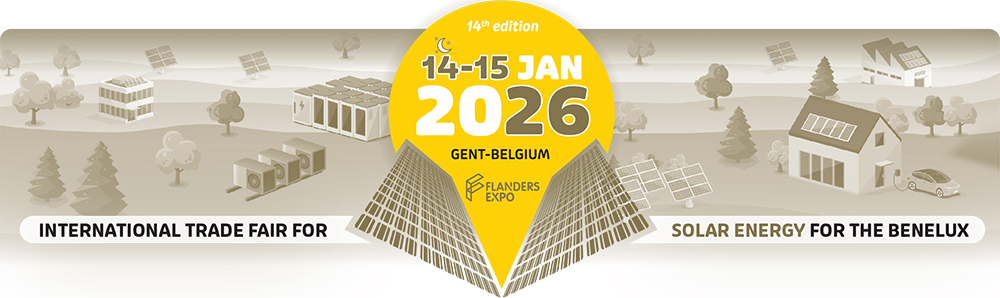 14th edition
14-15 JAN
2026
GENT-BELGIUM
FLANDERS
EXPO
INTERNATIONAL TRADE FAIR FOR
SOLAR ENERGY FOR THE BENELUX